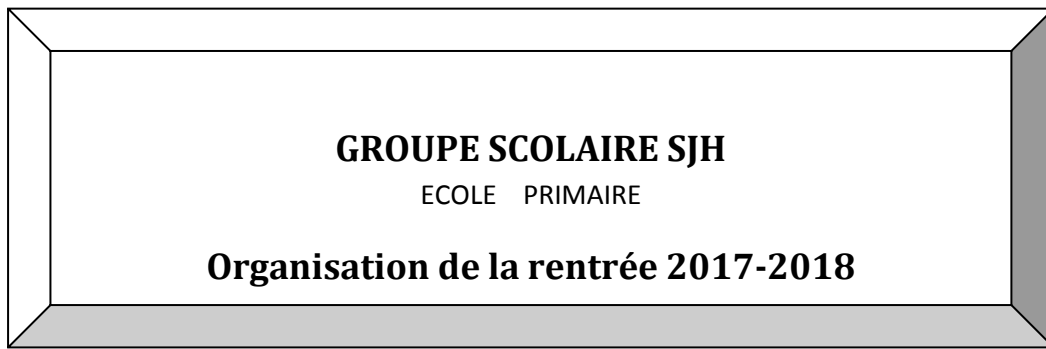 GROUPE SCOLAIRE SJH
ECOLE PRIMAIRE
Organisation de la rentrée 2017-2018